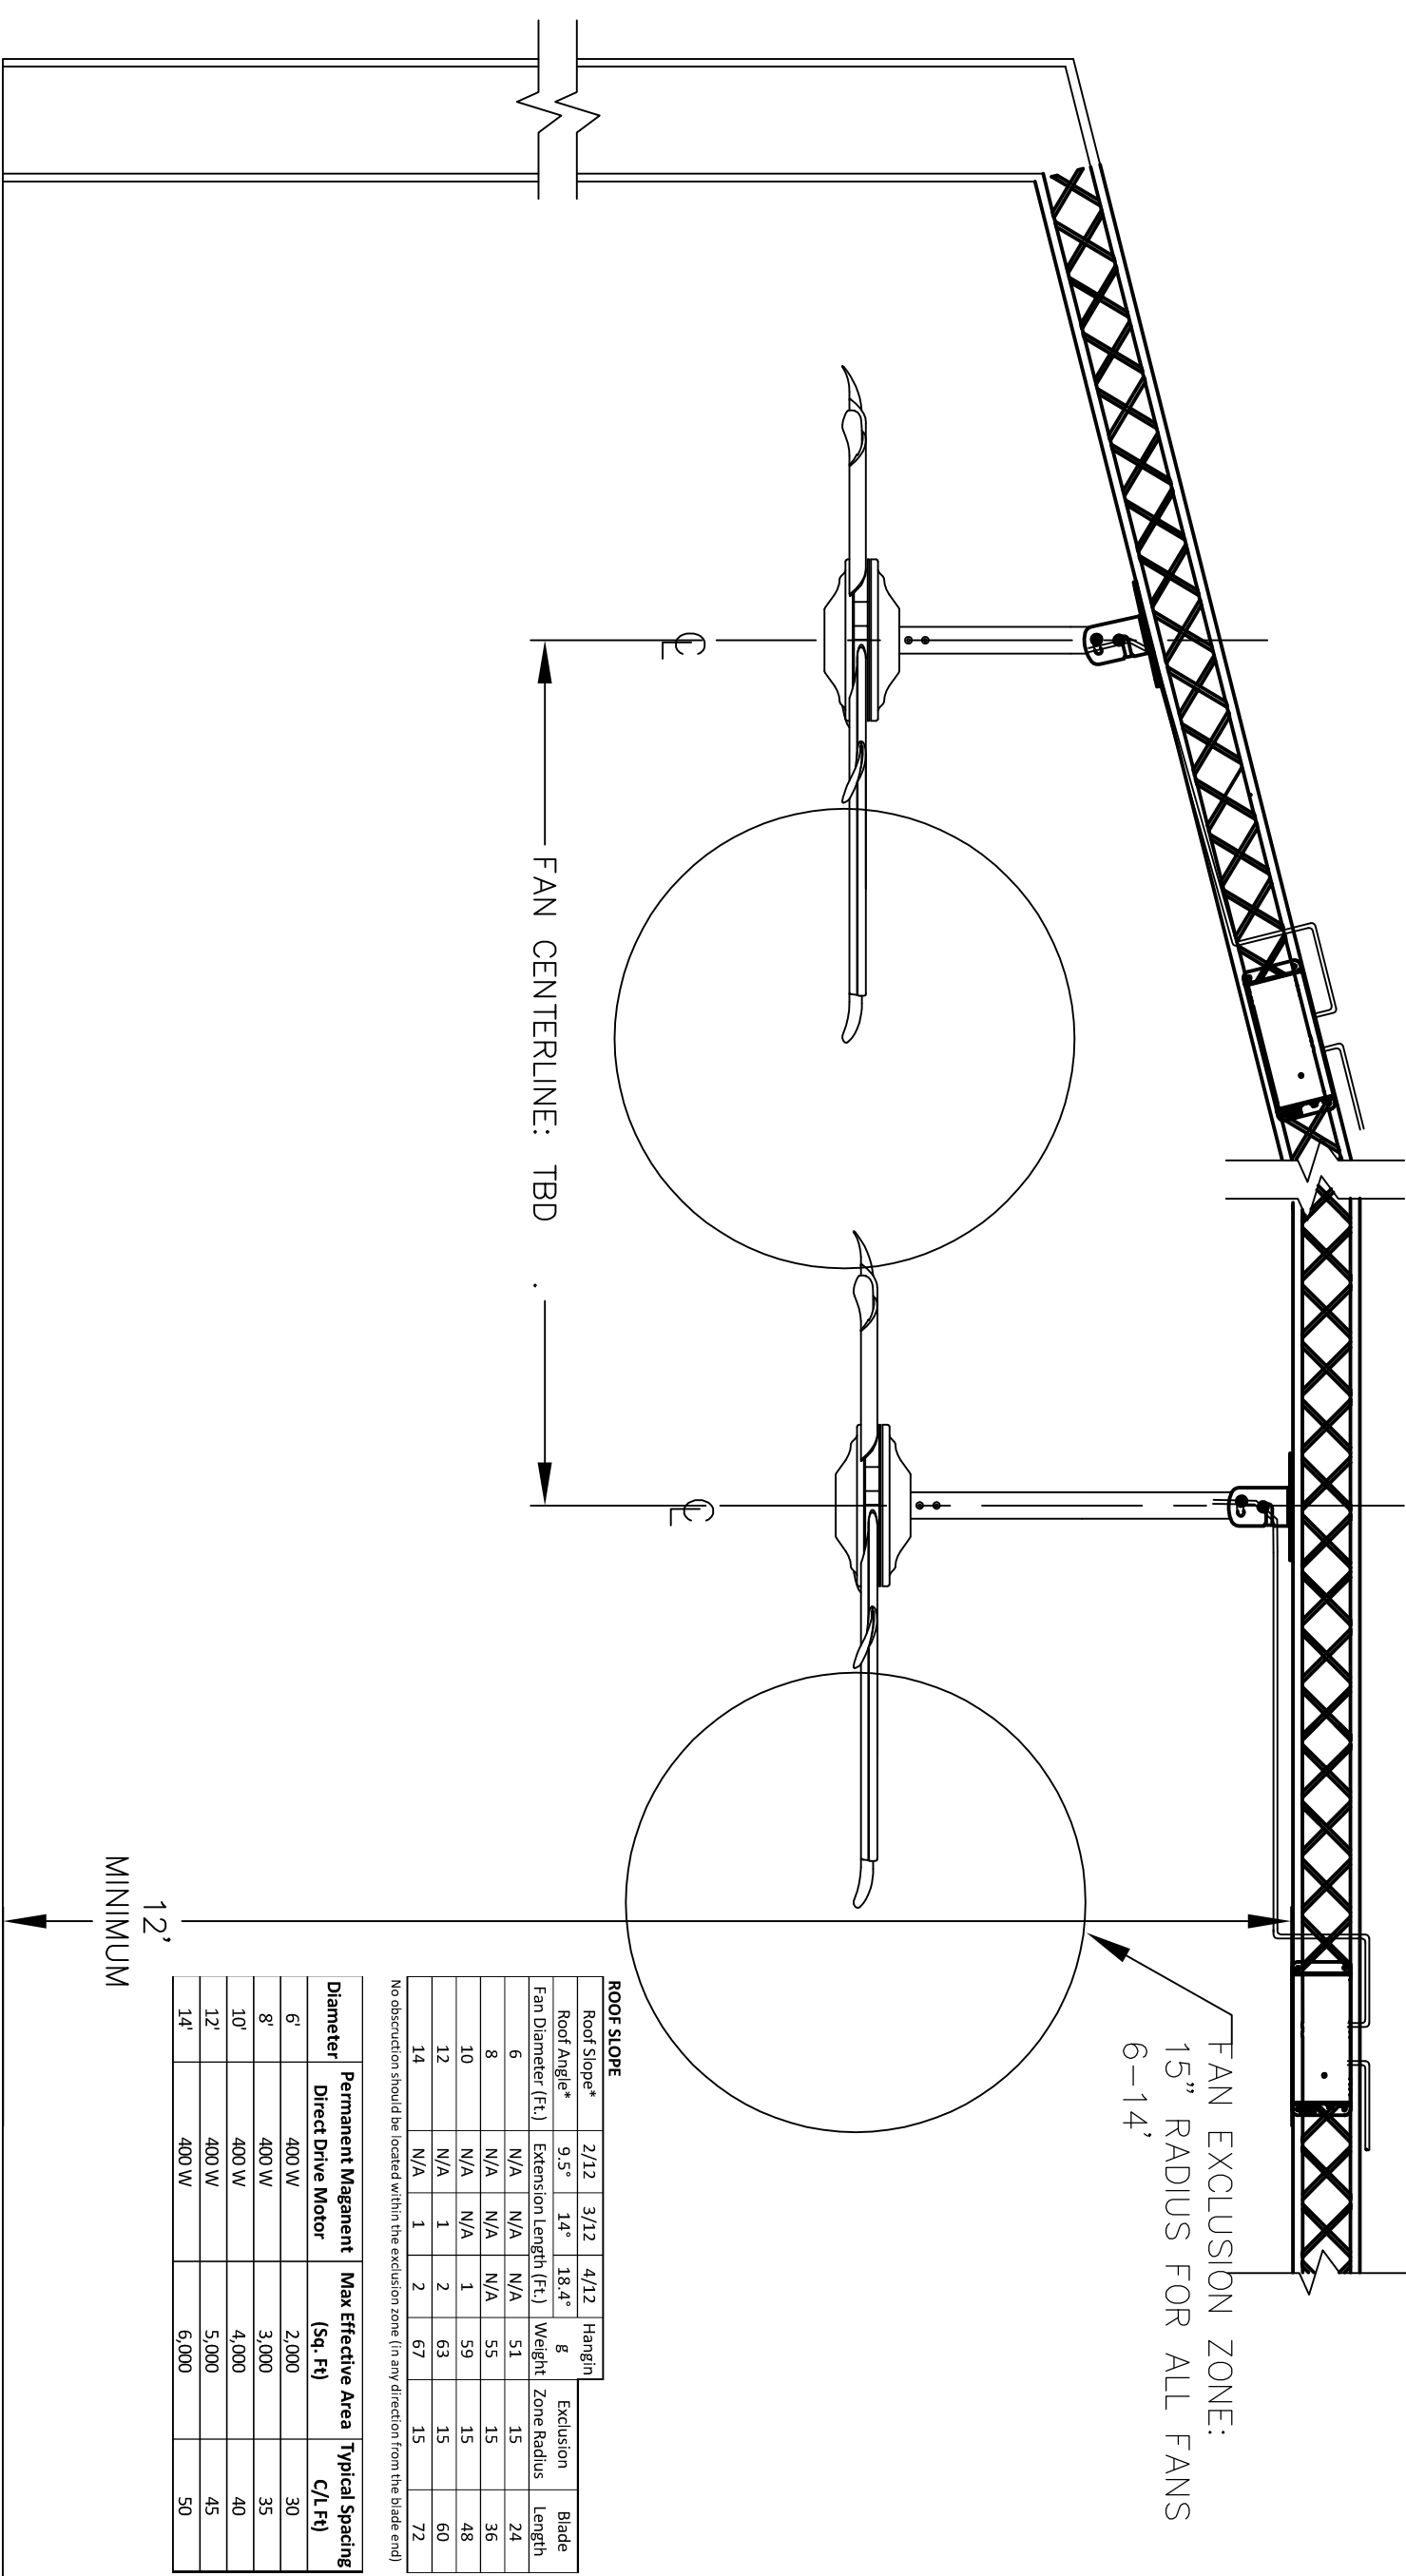 FAN EXCLUSION ZONE:
15" RADIUS FOR ALL FANS
6-14'
CL
CL
FAN CENTERLINE: TBD .
12'
MINIMUM
ROOF SLOPE
Roof Slope* 2/12 3/12 4/12 Hangin
Roof Angle* 9.5° 14° 18.4° g Exclusion Blade
Fan Diameter (Ft.) Extension Length (Ft.) Weight Zone Radius Length
6 N/A N/A N/A 51 15 24
8 N/A N/A N/A 55 15 36
10 N/A N/A 1 59 15 48
12 N/A 1 2 63 15 60
14 N/A 1 2 67 15 72
No obscruction should be located within the exclusion zone (in any direction from the blade end)
Diameter Permanent Maganent Max Effective Area Typical Spacing
Direct Drive Motor (Sq. Ft) C/L Ft)
6' 400 W 2,000 30
8' 400 W 3,000 35
10' 400 W 4,000 40
12' 400 W 5,000 45
14' 400 W 6,000 50